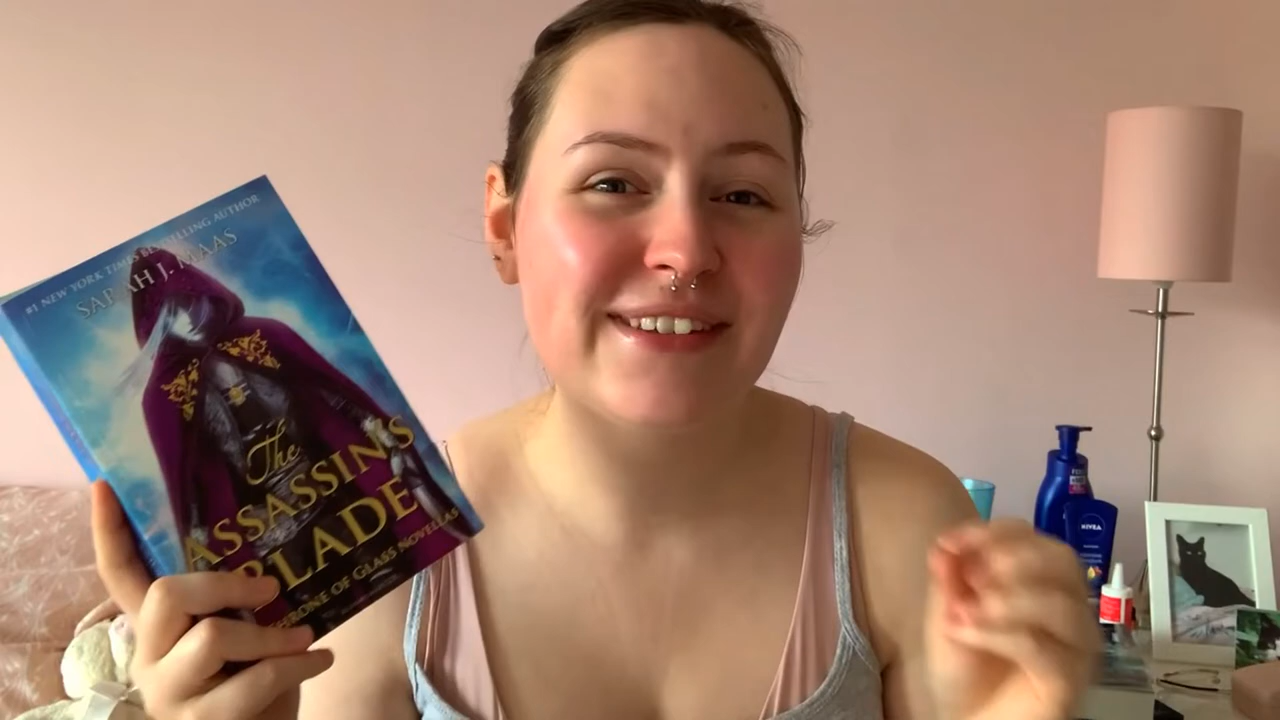 #1 NEW YORK TIMES BESTSELLING AUTHOR
SARAH J. MAAS
The
ASSASSIN'S
BLADE
THRONE OF GLASS NOVELLAS
NIVEA